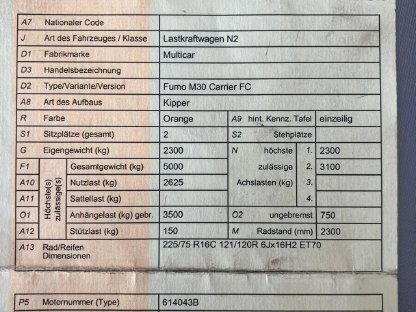 A7 Nationaler Code
J Art des Fahrzeuges / Klasse Lastkraftwagen N2
D1 Fabrikmarke Multicar
D3 Handelsbezeichnung
D2 Type/Variante/Version Fumo M30 Carrier FC
A8 Art des Aufbaus Kipper
R Farbe Orange A9 hint. Kennz. Tafel einzeilig
S1 Sitzplätze (gesamt) 2 S2 Stehplätze
G Eigengewicht (kg) 2300 N höchste 1. 2300
F1 Höchste(s) zulässige(s) Gesamtgewicht (kg) 5000 zulässige 2. 3100
A10 Nutzlast (kg) 2625 Achslasten (kg) 3.
A11 Sattellast (kg) 4.
O1 Anhängelast (kg) gebr. 3500 O2 ungebremst 750
A12 Stützlast (kg) 150 M Radstand (mm) 2300
A13 Rad/Reifen 225/75 R16C 121/120R 6Jx16H2 ET70
Dimensionen
P5 Motornummer (Type) 614043B